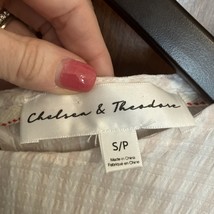 Chelsea & Theodore
S/P
Made in China
Fabriqué en Chine